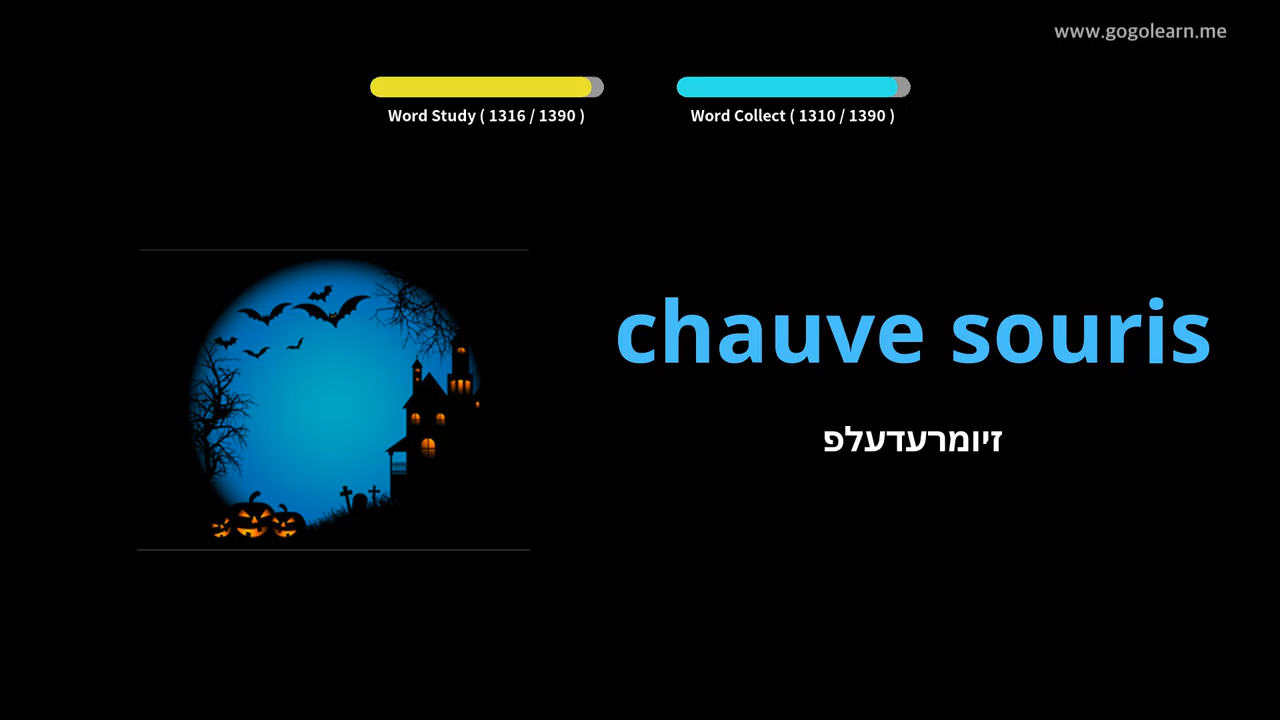 www.gogolearn.me
Word Study ( 1316 / 1390 )
Word Collect ( 1310 / 1390 )
chauve souris
זיומרעדעלפ